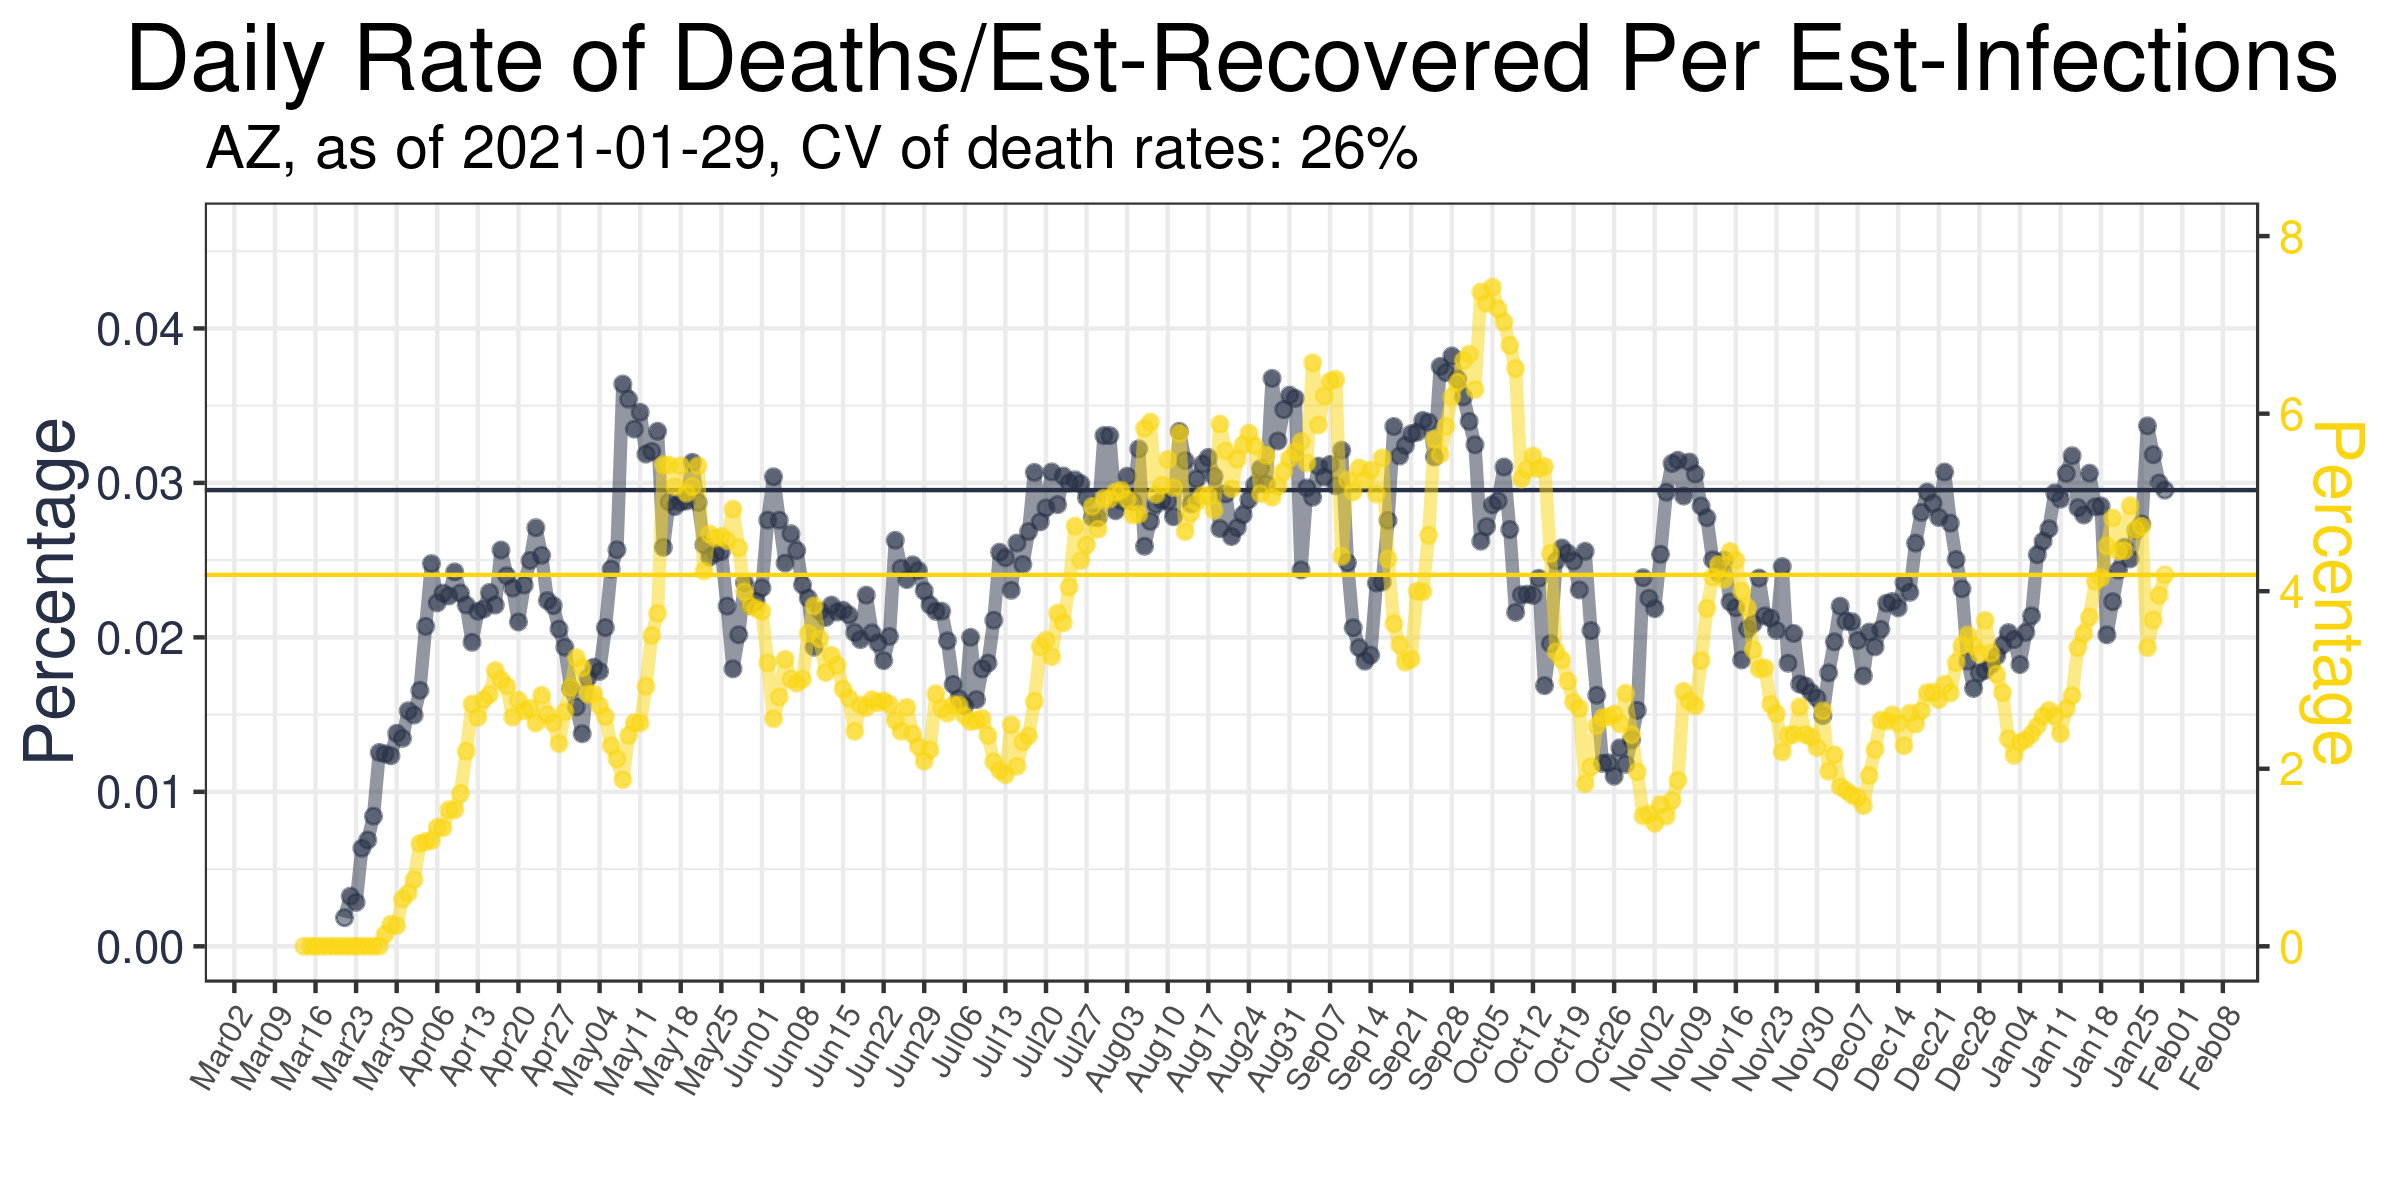 Daily Rate of Deaths/Est-Recovered Per Est-Infections
AZ, as of 2021-01-29, CV of death rates: 26%
Percentage
0.04
0.03
0.02
0.01
0.00
8
6
4
2
0
Percentage
Mar02
Mar09
Mar16
Mar23
Mar30
Apr06
Apr13
Apr20
Apr27
May04
May11
May18
May25
Jun01
Jun08
Jun15
Jun22
Jun29
Jul06
Jul13
Jul20
Jul27
Aug03
Aug10
Aug17
Aug24
Aug31
Sep07
Sep14
Sep21
Sep28
Oct05
Oct12
Oct19
Oct26
Nov02
Nov09
Nov16
Nov23
Nov30
Dec07
Dec14
Dec21
Dec28
Jan04
Jan11
Jan18
Jan25
Feb01
Feb08